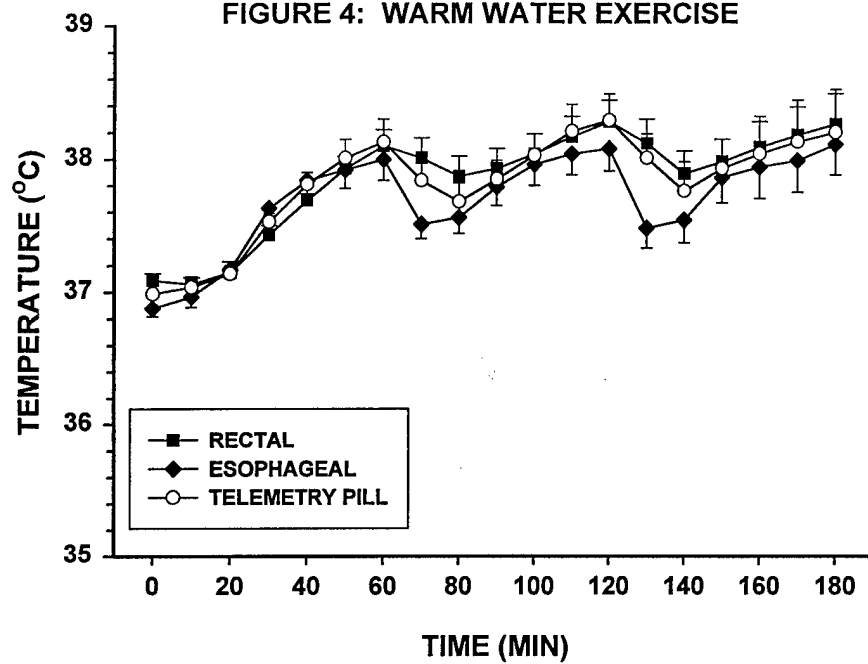 FIGURE 4: WARM WATER EXERCISE
39
38
37
36
35
TEMPERATURE (°C)
RECTAL
ESOPHAGEAL
TELEMETRY PILL
0 20 40 60 80 100 120 140 160 180
TIME (MIN)